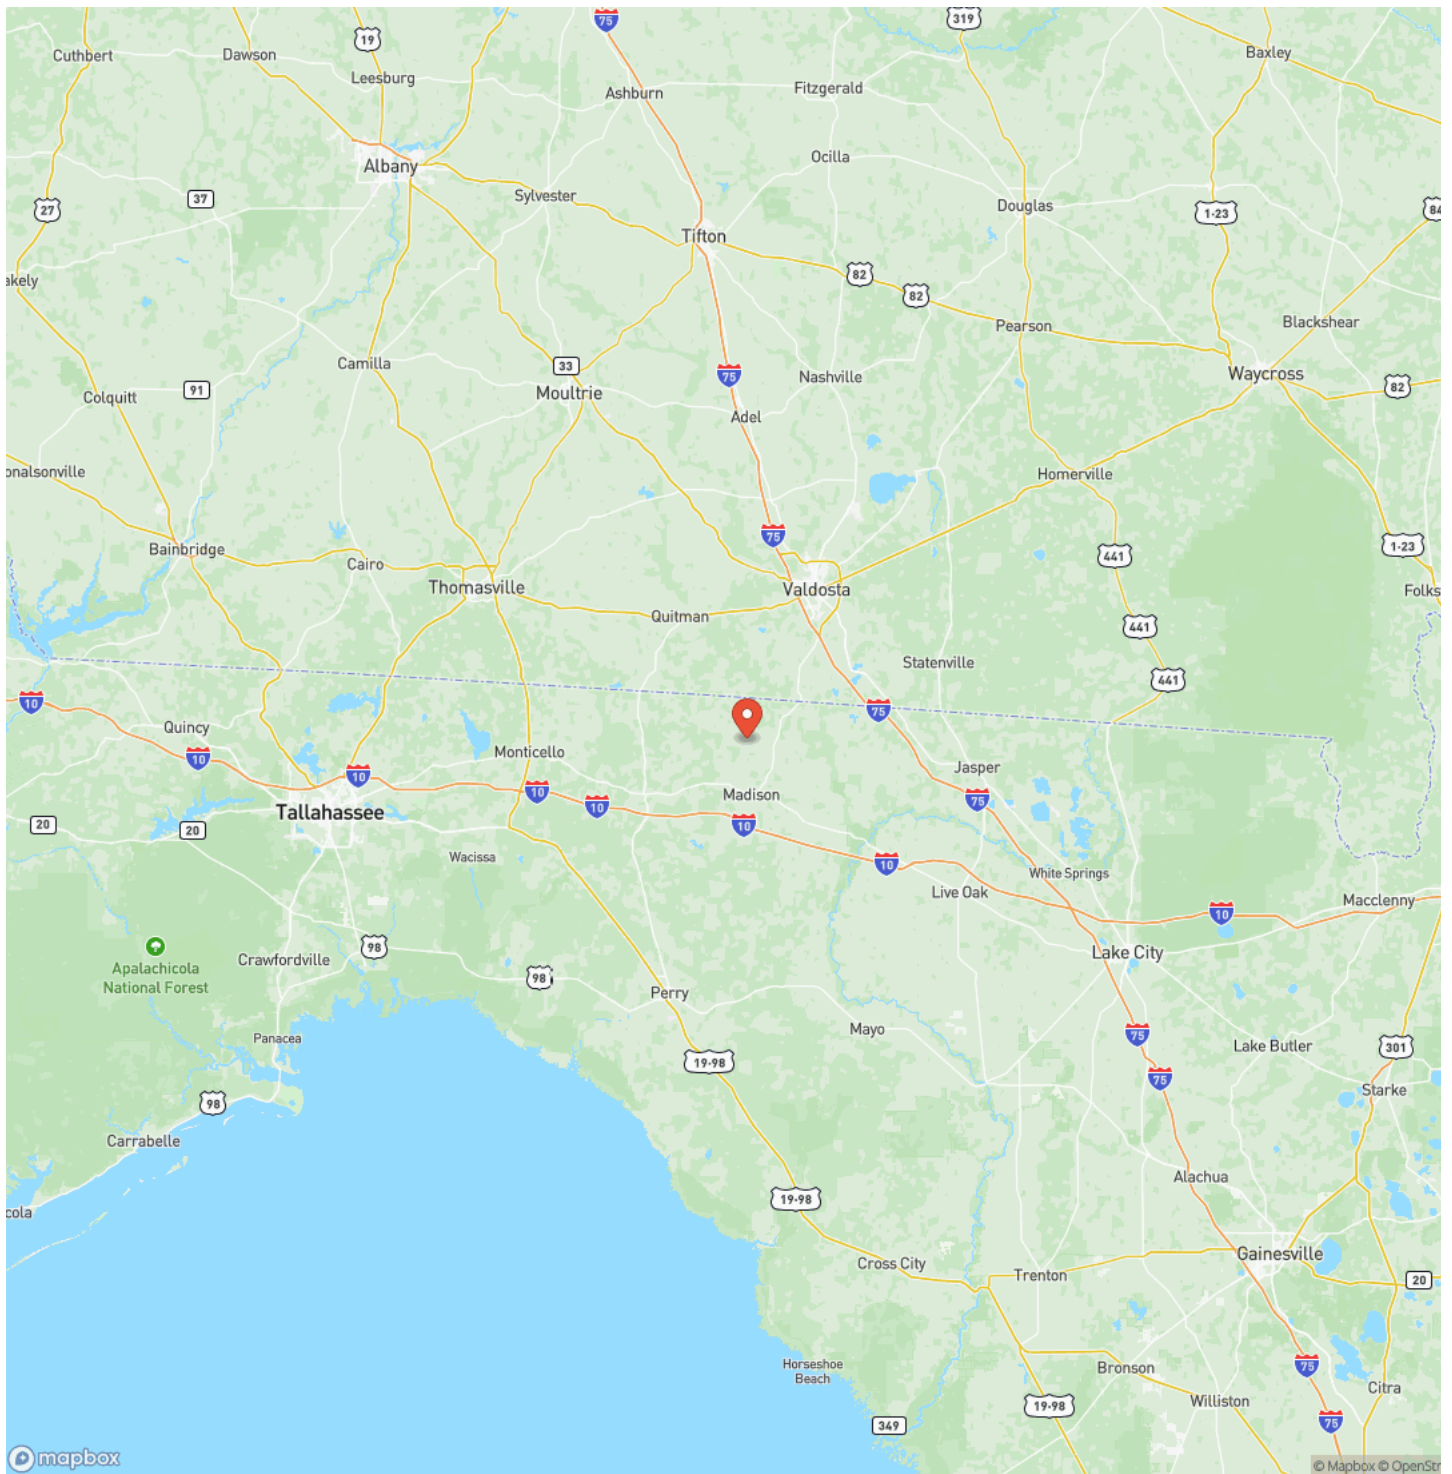 75
319
19
Cuthbert
Dawson
Leesburg
Baxley
Ashburn
Fitzgerald
Albany
Ocilla
Sylvester
37
27
Douglas
1-23
84
Tifton
82
82
akely
Pearson
Blackshear
Camilla
33
75
Nashville
Waycross
91
Colquitt
Moultrie
82
Adel
onalsonville
Homerville
75
Bainbridge
Cairo
441
1-23
Thomasville
Valdosta
Folks
Quitman
441
Statenville
441
10
75
Quincy
10
Monticello
10
Jasper
10
Madison
75
10
Tallahassee
20
20
10
Wacissa
10
White Springs
Live Oak
Macclenny
10
98
Apalachicola
National Forest
Crawfordville
98
Lake City
Perry
Panacea
Mayo
75
Lake Butler
301
19-98
75
Starke
98
Carrabelle
Alachua
19-98
cola
Gainesville
Cross City
Trenton
20
Horseshoe
Beach
75
Bronson
Citra
19-98
Williston
349
75
mapbox
© Mapbox © OpenStr